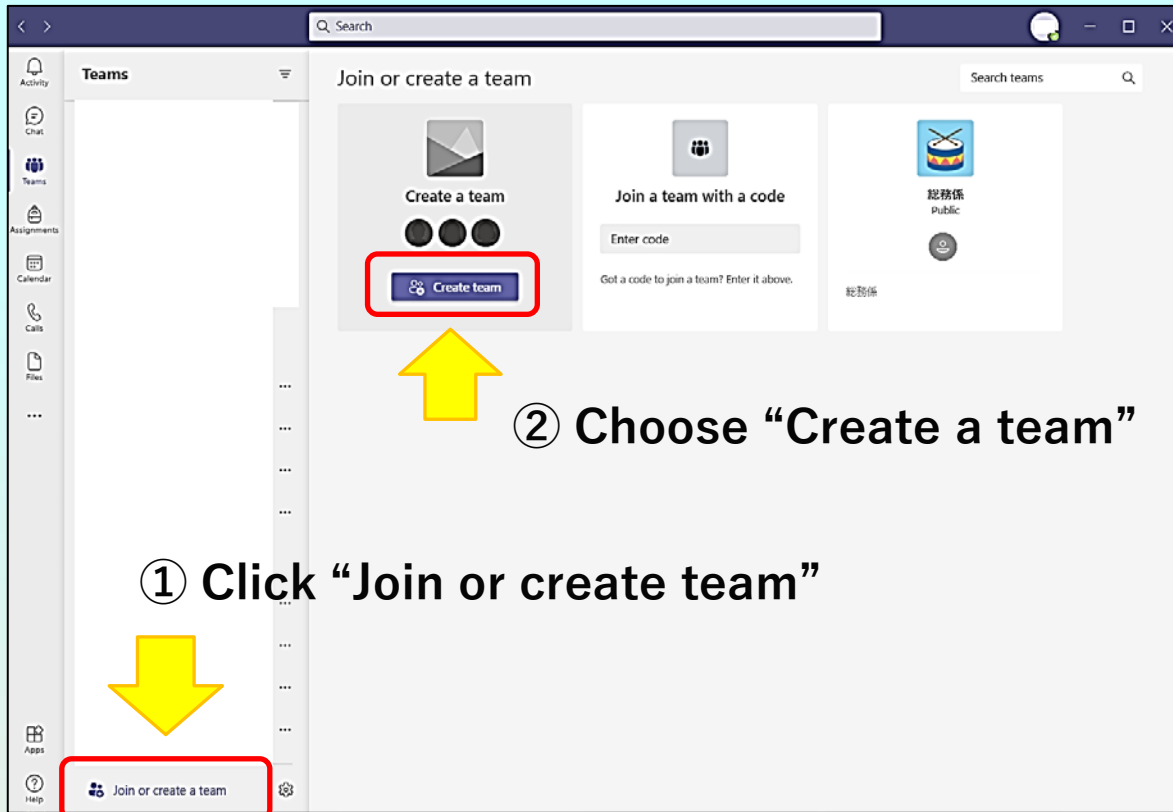 Search
Activity
Chat
Teams
Assignments
Calendar
Calls
Files
...
Apps
Help
Teams
...
...
...
...
...
...
...
...
Join or create a team
Join or create a team
Search teams
Create a team
Create team
Join a team with a code
Enter code
Got a code to join a team? Enter it above.
総務係
Public
総務係
② Choose “Create a team”
① Click “Join or create team”